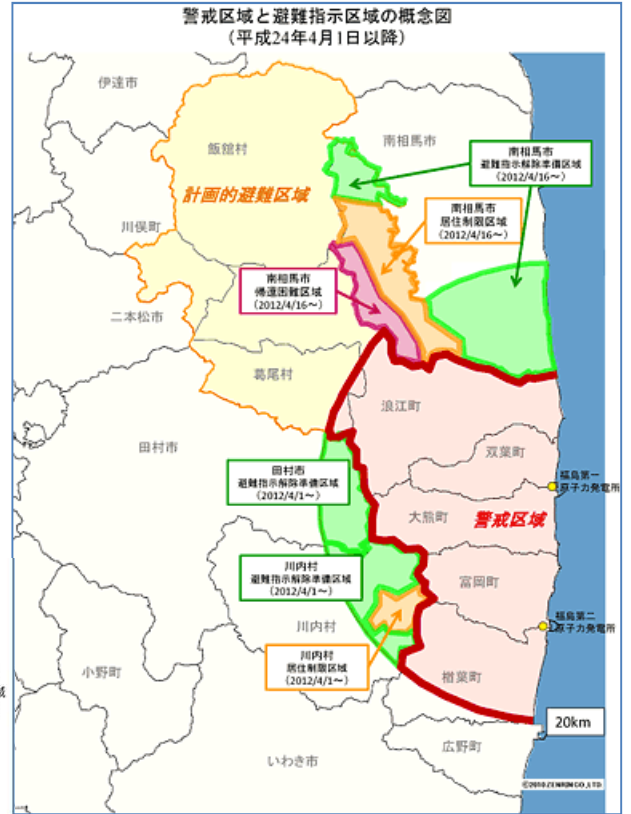 警戒区域と避難指示区域の概念図
（平成24年4月1日以降）
伊達市
飯舘村
南相馬市
計画的避難区域
南相馬市
避難指示解除準備区域
（2012/4/16～）
南相馬市
居住制限区域
（2012/4/16～）
川俣町
南相馬市
帰還困難区域
（2012/4/16～）
二本松市
葛尾村
浪江町
田村市
双葉町
田村市
避難指示解除準備区域
（2012/4/1～）
福島第一
原子力発電所
大熊町
警戒区域
川内村
避難指示解除準備区域
（2012/4/1～）
富岡町
川内村
福島第二
原子力発電所
川内村
居住制限区域
（2012/4/1～）
小野町
楢葉町
域
20km
広野町
いわき市
©2010 ZENRIN CO.,LTD.